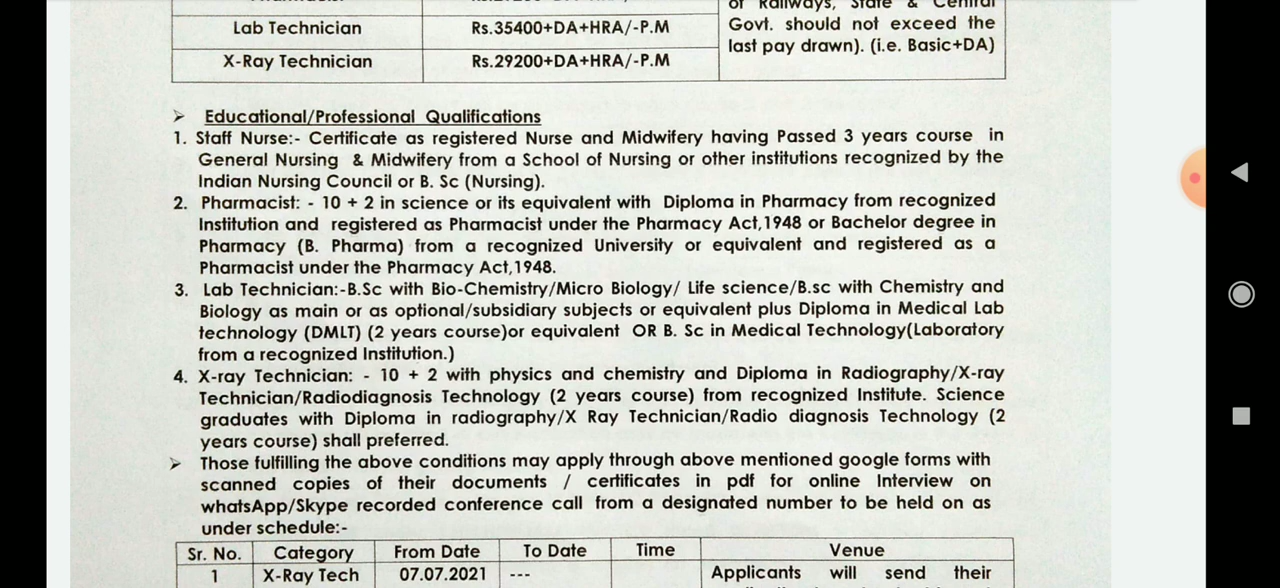 of Railways, State & Central
Lab Technician Rs.35400+DA+HRA/-P.M Govt. should not exceed the
last pay drawn). (i.e. Basic+DA)
X-Ray Technician Rs.29200+DA+HRA/-P.M
➢ Educational/Professional Qualifications
1. Staff Nurse:- Certificate as registered Nurse and Midwifery having Passed 3 years course in
General Nursing & Midwifery from a School of Nursing or other institutions recognized by the
Indian Nursing Council or B. Sc (Nursing).
2. Pharmacist: - 10 + 2 in science or its equivalent with Diploma in Pharmacy from recognized
Institution and registered as Pharmacist under the Pharmacy Act,1948 or Bachelor degree in
Pharmacy (B. Pharma) from a recognized University or equivalent and registered as a
Pharmacist under the Pharmacy Act,1948.
3. Lab Technician:-B.Sc with Bio-Chemistry/Micro Biology/ Life science/B.sc with Chemistry and
Biology as main or as optional/subsidiary subjects or equivalent plus Diploma in Medical Lab
technology (DMLT) (2 years course)or equivalent OR B. Sc in Medical Technology(Laboratory
from a recognized Institution.)
4. X-ray Technician: - 10 + 2 with physics and chemistry and Diploma in Radiography/X-ray
Technician/Radiodiagnosis Technology (2 years course) from recognized Institute. Science
graduates with Diploma in radiography/X Ray Technician/Radio diagnosis Technology (2
years course) shall preferred.
➢ Those fulfilling the above conditions may apply through above mentioned google forms with
scanned copies of their documents / certificates in pdf for online Interview on
whatsApp/Skype recorded conference call from a designated number to be held on as
under schedule:-
Sr. No. Category From Date To Date Time Venue
1 X-Ray Tech 07.07.2021 --- Applicants will send their